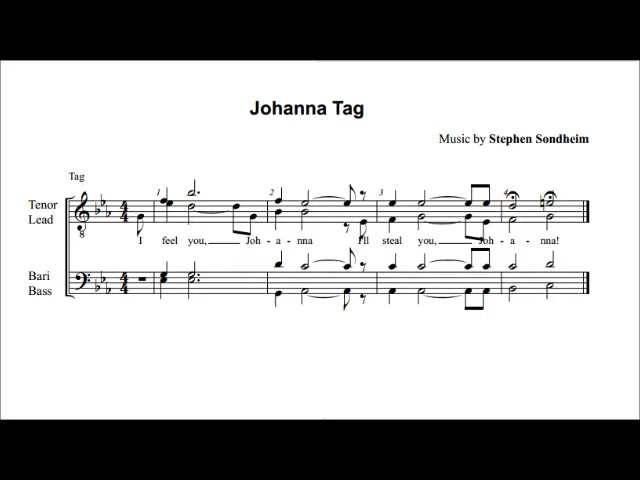 Johanna Tag
Music by Stephen Sondheim
Tag
Tenor
Lead
1
2
3
4
8
I feel you, Joh - a - nna I'll steal you, Joh - a - nna!
Bari
Bass